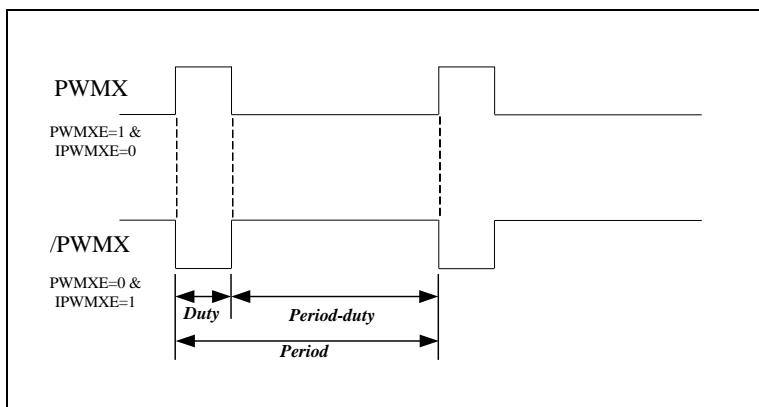 PWMX
PWMXE=1 &
IPWMXE=0
/PWMX
PWMXE=0 &
IPWMXE=1
Duty
Period-duty
Period